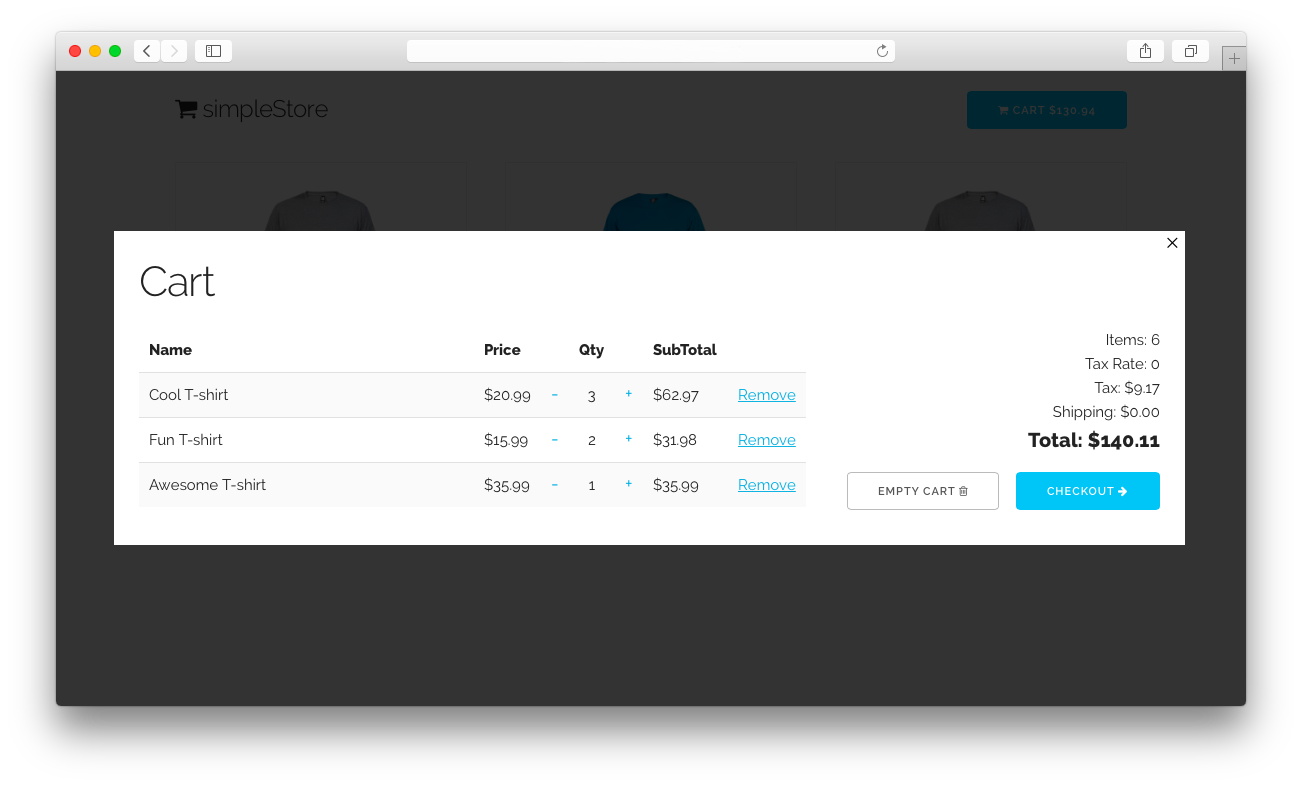 simpleStore
CART $130.94
Cart
Name Price Qty SubTotal
Cool T-shirt $20.99 - 3 + $62.97 Remove
Fun T-shirt $15.99 - 2 + $31.98 Remove
Awesome T-shirt $35.99 - 1 + $35.99 Remove
Items: 6
Tax Rate: 0
Tax: $9.17
Shipping: $0.00
Total: $140.11
EMPTY CART
CHECKOUT